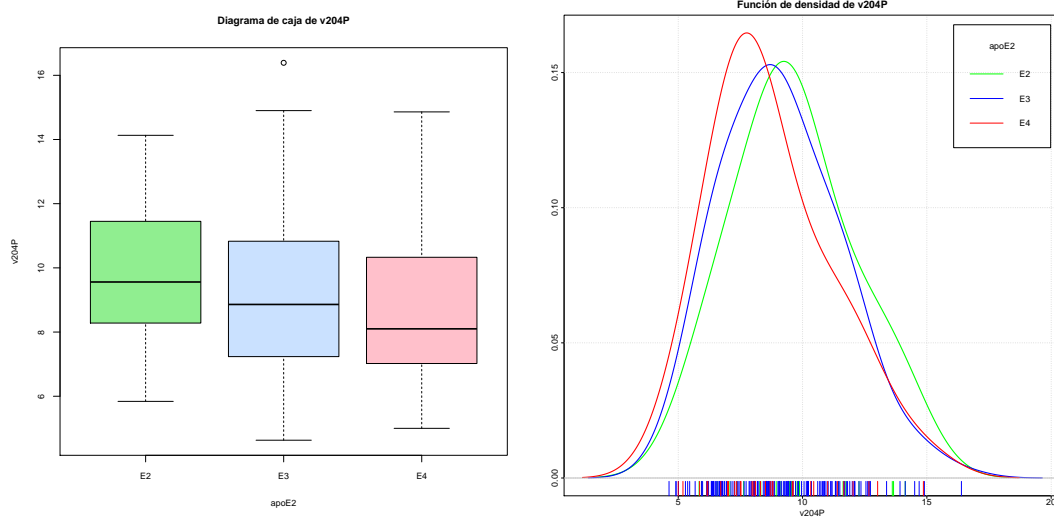 Diagrama de caja de v204P
16
14
12
10
8
6
v204P
E2
E3
E4
apoE2
Función de densidad de v204P
0.15
0.10
0.05
0.00
5
10
15
20
v204P
apoE2
E2
E3
E4